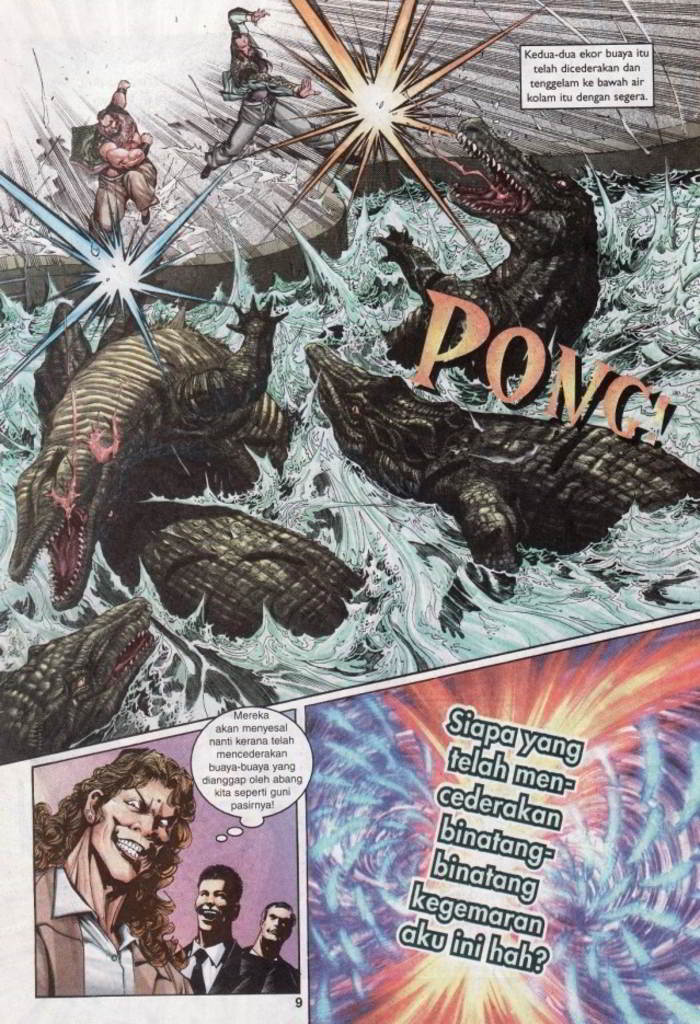 Kedua-dua ekor buaya itu
telah dicederakan dan
tenggelam ke bawah air
kolam itu dengan segera.
PONG!
Mereka
akan menyesal
nanti kerana telah
mencederakan
buaya-buaya yang
dianggap oleh abang
kita seperti guni
pasirnya!
Siapa yang
telah men-
cederakan
binatang-
binatang
kegemaran
aku ini hah?
9